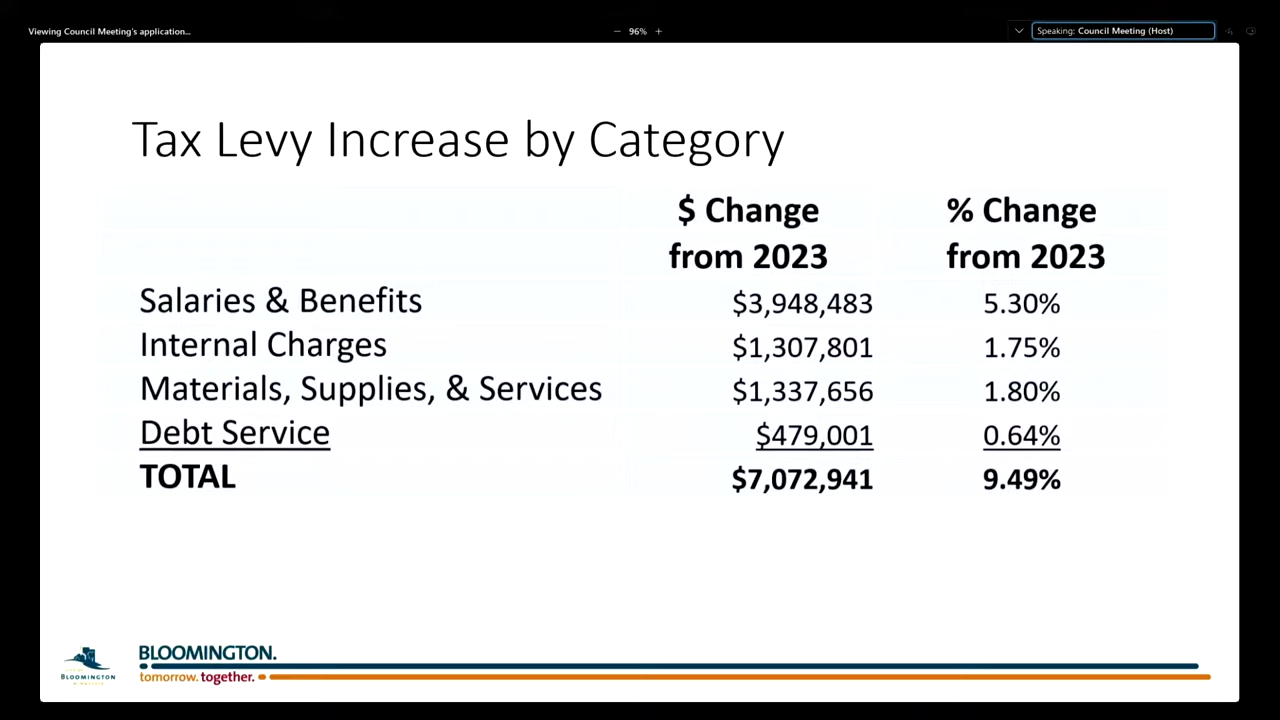 Viewing Council Meeting's application...
− 96% +
Speaking: Council Meeting (Host)
Tax Levy Increase by Category
$ Change from 2023
% Change from 2023
Salaries & Benefits $3,948,483 5.30%
Internal Charges $1,307,801 1.75%
Materials, Supplies, & Services $1,337,656 1.80%
Debt Service $479,001 0.64%
TOTAL $7,072,941 9.49%
BLOOMINGTON.
tomorrow. together.
BLOOMINGTON